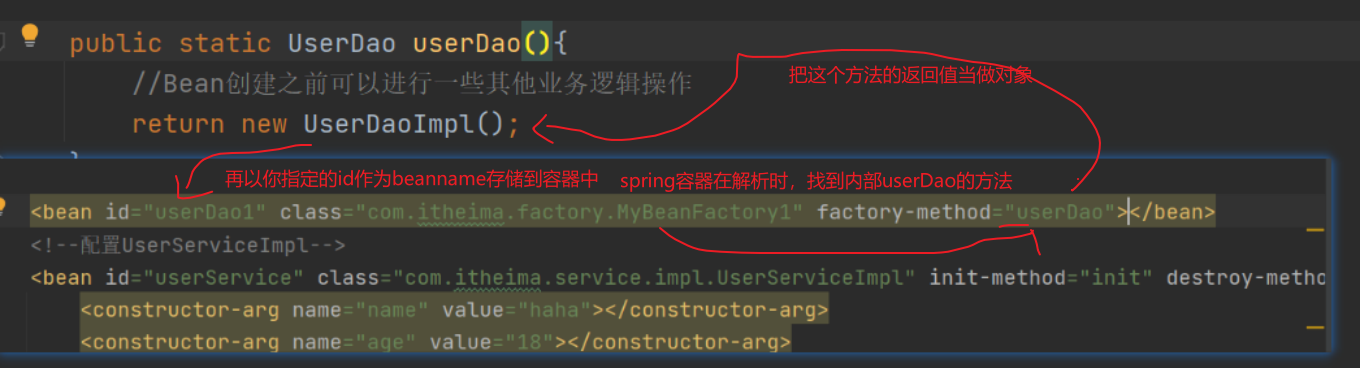 public static UserDao userDao(){
把这个方法的返回值当做对象
//Bean创建之前可以进行一些其他业务逻辑操作
return new UserDaoImpl();
}
再以你指定的id作为beanname存储到容器中
spring容器在解析时，找到内部userDao的方法
<bean id="userDao1" class="com.itheima.factory.MyBeanFactory1" factory-method="userDao"></bean>
<!--配置UserServiceImpl-->
<bean id="userService" class="com.itheima.service.impl.UserServiceImpl" init-method="init" destroy-metho
<constructor-arg name="name" value="haha"></constructor-arg>
<constructor-arg name="age" value="18"></constructor-arg>